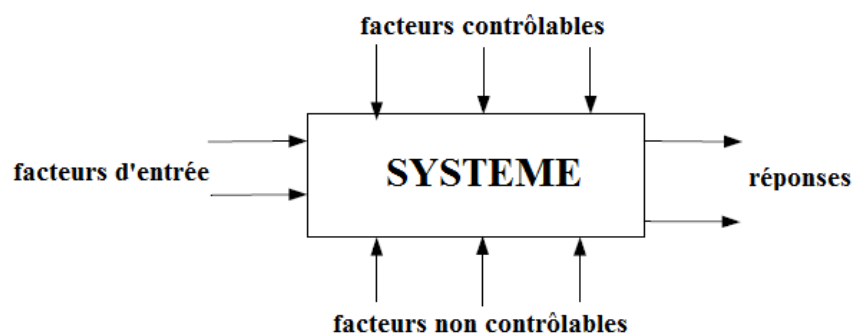 facteurs contrôlables
facteurs d'entrée
SYSTEME
réponses
facteurs non contrôlables